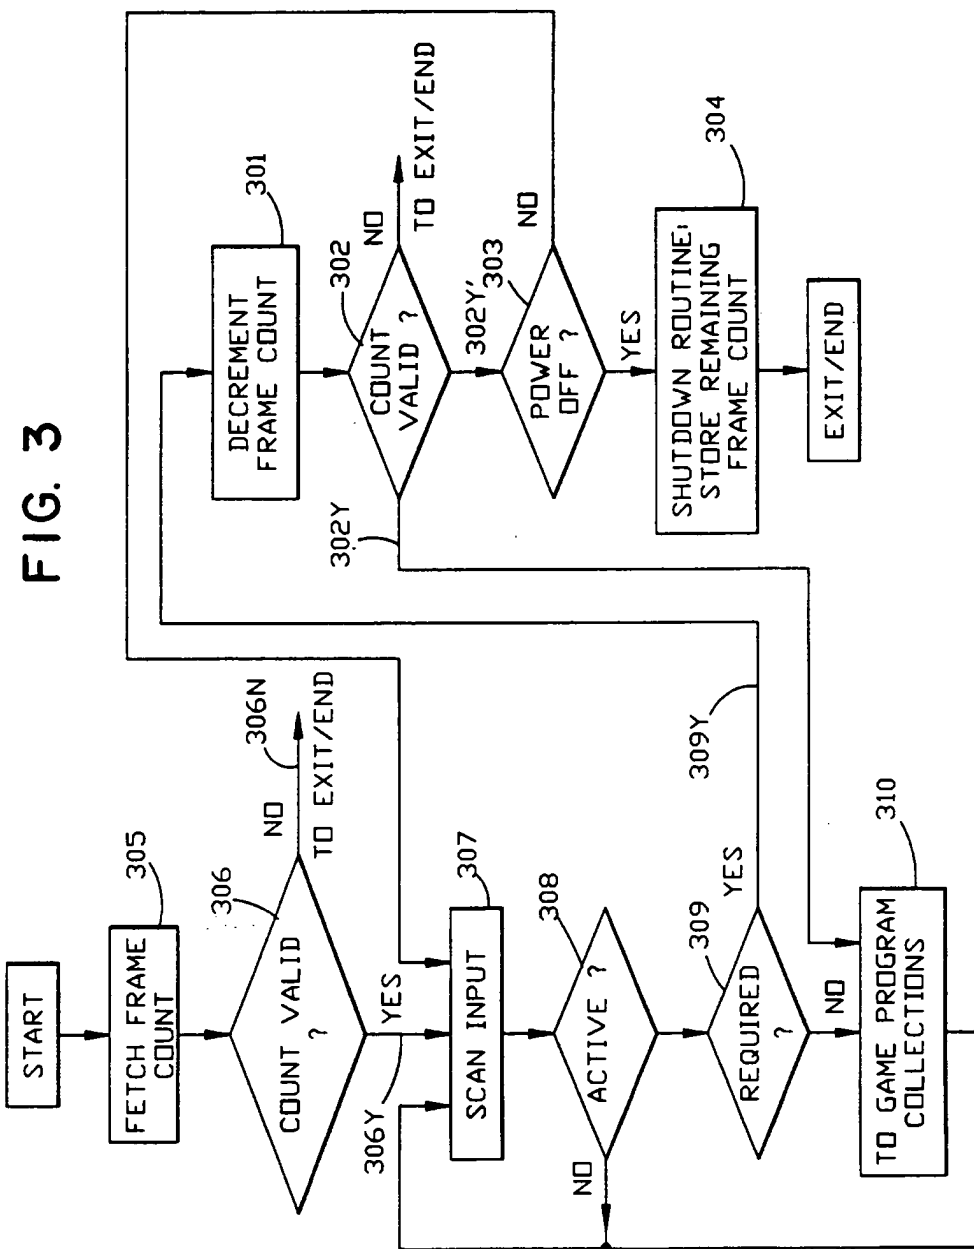 FIG. 3
START
FETCH FRAME
COUNT
305
COUNT VALID
?
306
NO
306N
TO EXIT/END
YES
306Y
SCAN INPUT
307
ACTIVE ?
308
NO
REQUIRED
?
309
YES
309Y
NO
TO GAME PROGRAM
COLLECTIONS
310
DECREMENT
FRAME COUNT
301
COUNT
VALID ?
302
NO
TO EXIT/END
302Y
302Y'
POWER
OFF ?
303
NO
YES
SHUTDOWN ROUTINE:
STORE REMAINING
FRAME COUNT
304
EXIT/END